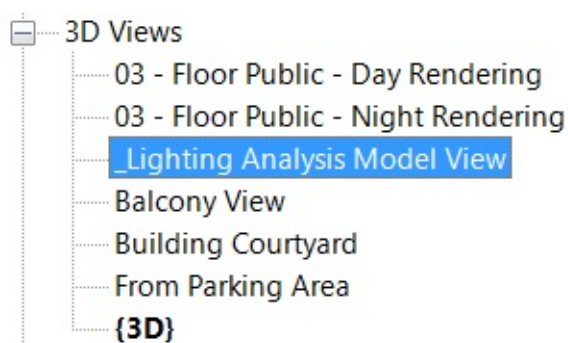 3D Views
03 - Floor Public - Day Rendering
03 - Floor Public - Night Rendering
_Lighting Analysis Model View
Balcony View
Building Courtyard
From Parking Area
{3D}